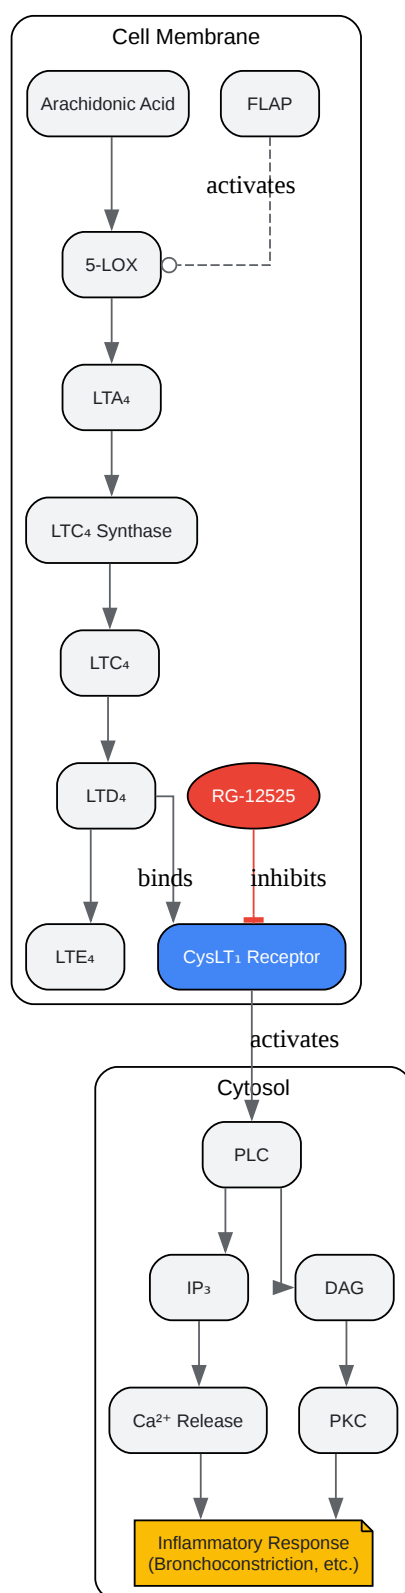 Cell Membrane
Arachidonic Acid
FLAP
activates
5-LOX
LTA₄
LTC₄ Synthase
LTC₄
LTD₄
RG-12525
binds
inhibits
LTE₄
CysLT₁ Receptor
activates
Cytosol
PLC
IP₃
DAG
Ca²⁺ Release
PKC
Inflammatory Response
(Bronchoconstriction, etc.)